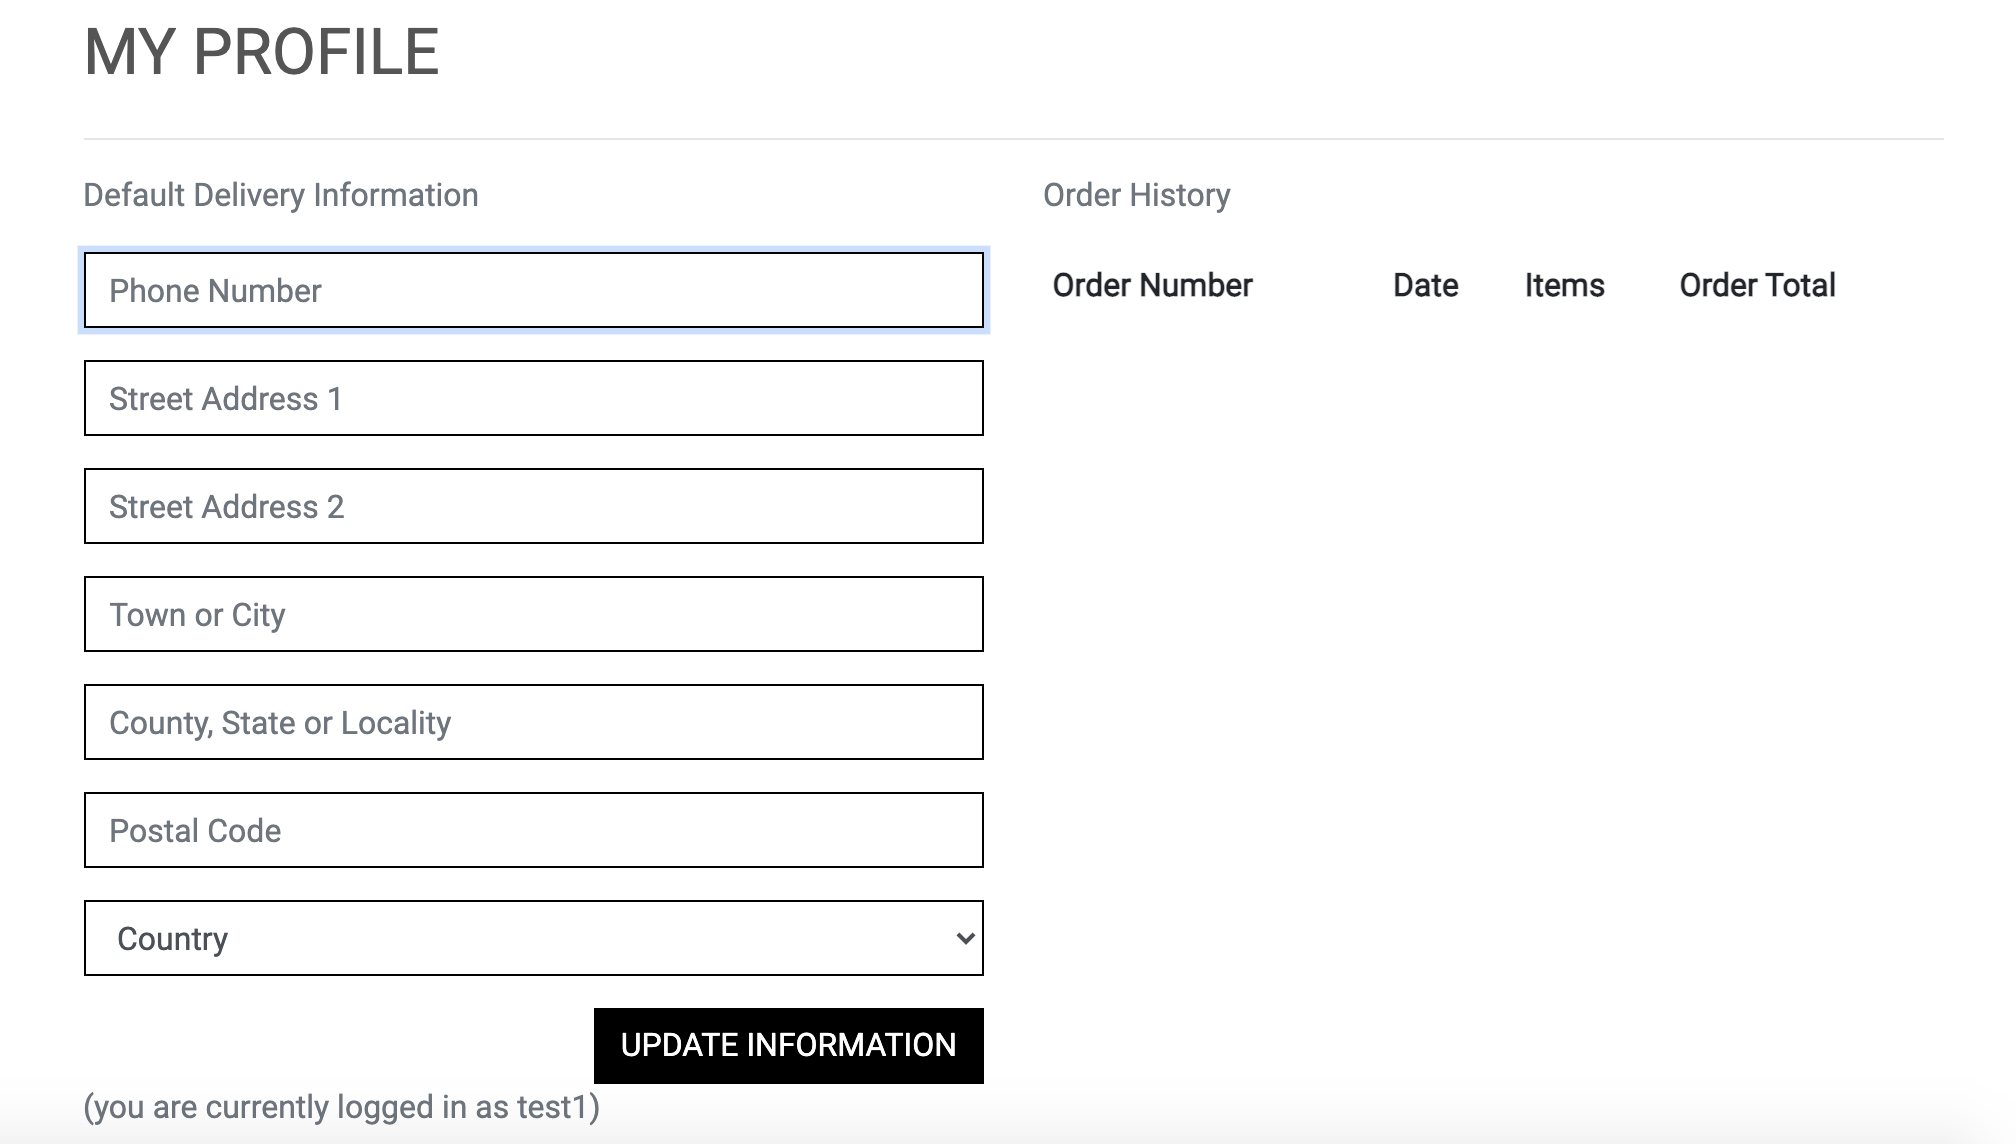 MY PROFILE
Default Delivery Information
Phone Number
Street Address 1
Street Address 2
Town or City
County, State or Locality
Postal Code
Country
UPDATE INFORMATION
(you are currently logged in as test1)
Order History
Order Number Date Items Order Total